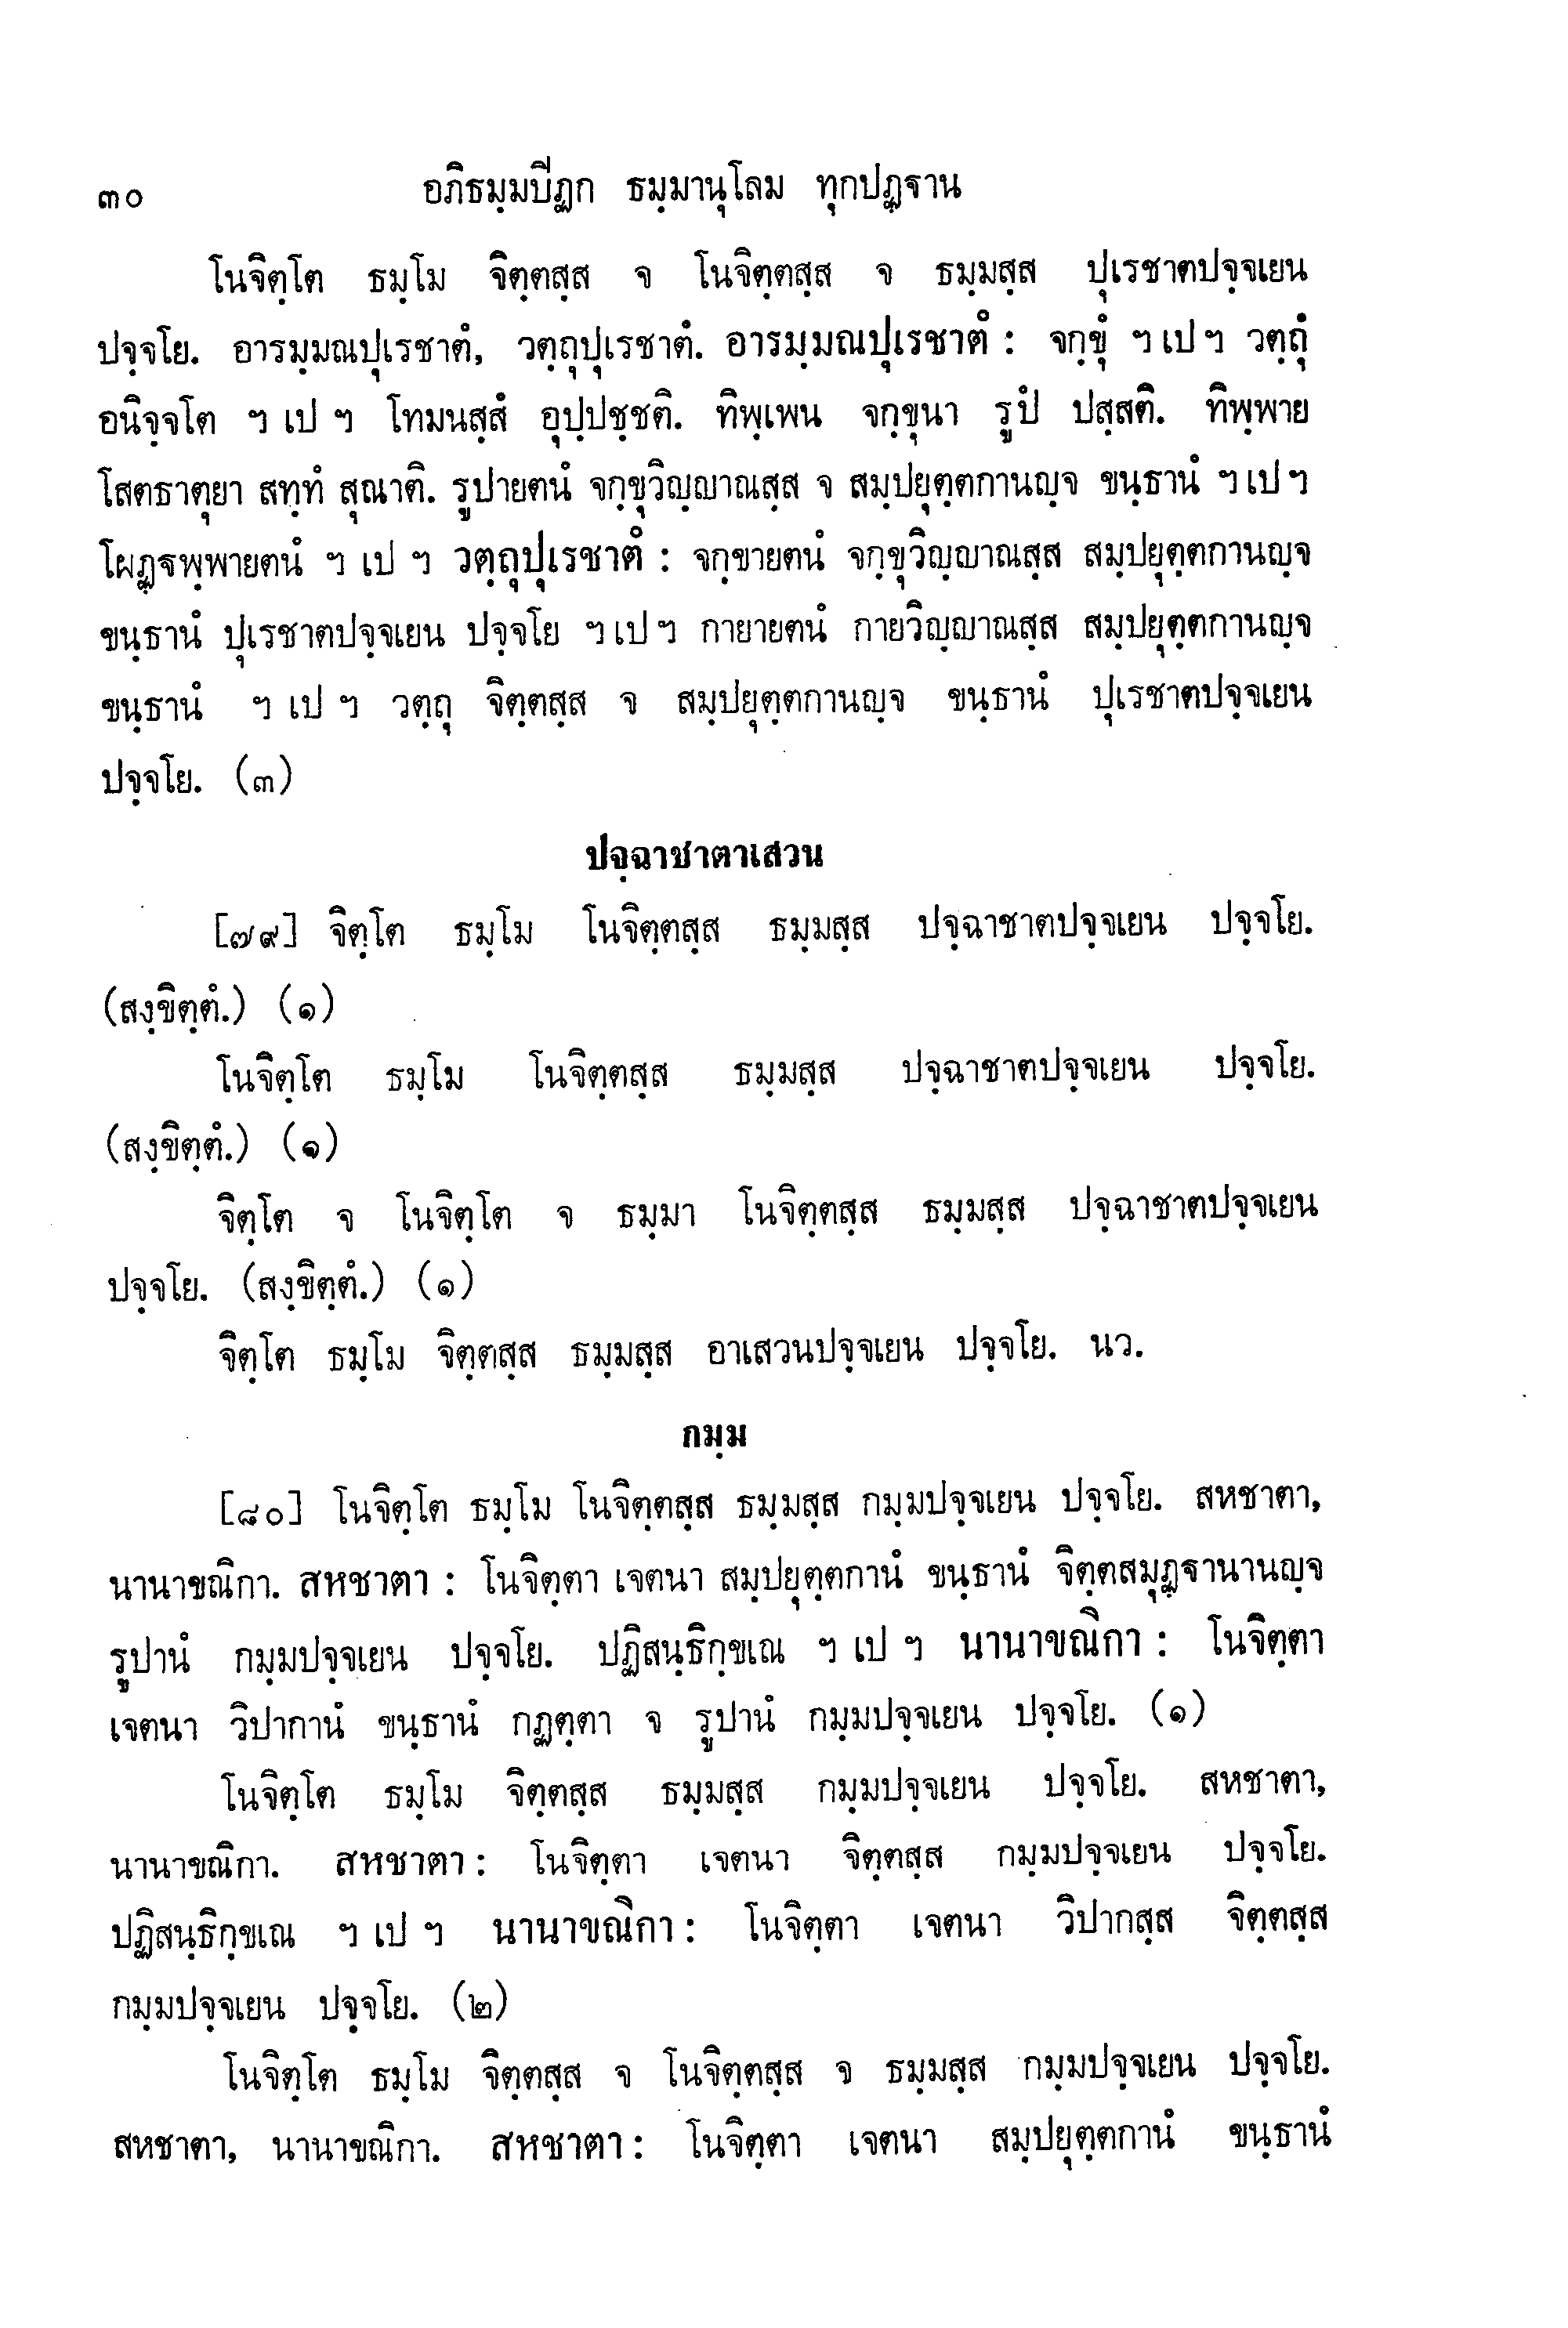 ๓๐ อภิธมฺมปิฏก ธมฺมานุโลม ทุกปฏฺฐาน
โนจิตฺโต ธมฺโม จิตฺตสฺส จ โนจิตฺตสฺส จ ธมฺมสฺส ปุเรชาตปจฺจเยน
ปจฺจโย. อารมฺมณปุเรชาตํ, วตฺถุปุเรชาตํ. อารมฺมณปุเรชาตํ : จกฺขุํ ฯ เป ฯ วตฺถุํ
อนิจฺจโต ฯ เป ฯ โทมนสฺสํ อุปฺปชฺชติ. ทิพฺเพน จกฺขุนา รูปํ ปสฺสติ. ทิพฺพาย
โสตธาตุยา สทฺทํ สุณาติ. รูปายตนํ จกฺขุวิญฺญาณสฺส จ สมฺปยุตฺตกานญฺจ ขนฺธานํ ฯ เป ฯ
โผฏฺฐพฺพายตนํ ฯ เป ฯ วตฺถุปุเรชาตํ : จกฺขายตนํ จกฺขุวิญฺญาณสฺส สมฺปยุตฺตกานญฺจ
ขนฺธานํ ปุเรชาตปจฺจเยน ปจฺจโย ฯ เป ฯ กายายตนํ กายวิญฺญาณสฺส สมฺปยุตฺตกานญฺจ
ขนฺธานํ ฯ เป ฯ วตฺถุ จิตฺตสฺส จ สมฺปยุตฺตกานญฺจ ขนฺธานํ ปุเรชาตปจฺจเยน
ปจฺจโย. (๓)
ปจฺฉาชาตาเสวน
[๗๙] จิตฺโต ธมฺโม โนจิตฺตสฺส ธมฺมสฺส ปจฺฉาชาตปจฺจเยน ปจฺจโย.
(สงฺขิตฺตํ.) (๑)
โนจิตฺโต ธมฺโม โนจิตฺตสฺส ธมฺมสฺส ปจฺฉาชาตปจฺจเยน ปจฺจโย.
(สงฺขิตฺตํ.) (๑)
จิตฺโต จ โนจิตฺโต จ ธมฺมา โนจิตฺตสฺส ธมฺมสฺส ปจฺฉาชาตปจฺจเยน
ปจฺจโย. (สงฺขิตฺตํ.) (๑)
จิตฺโต ธมฺโม จิตฺตสฺส ธมฺมสฺส อาเสวนปจฺจเยน ปจฺจโย. นว.
กมฺม
[๘๐] โนจิตฺโต ธมฺโม โนจิตฺตสฺส ธมฺมสฺส กมฺมปจฺจเยน ปจฺจโย. สหชาตา,
นานาขณิกา. สหชาตา : โนจิตฺตา เจตนา สมฺปยุตฺตกานํ ขนฺธานํ จิตฺตสมุฏฺฐานานญฺจ
รูปานํ กมฺมปจฺจเยน ปจฺจโย. ปฏิสนฺธิกฺขเณ ฯ เป ฯ นานาขณิกา : โนจิตฺตา
เจตนา วิปากานํ ขนฺธานํ กฏตฺตา จ รูปานํ กมฺมปจฺจเยน ปจฺจโย. (๑)
โนจิตฺโต ธมฺโม จิตฺตสฺส ธมฺมสฺส กมฺมปจฺจเยน ปจฺจโย. สหชาตา,
นานาขณิกา. สหชาตา : โนจิตฺตา เจตนา จิตฺตสฺส กมฺมปจฺจเยน ปจฺจโย.
ปฏิสนฺธิกฺขเณ ฯ เป ฯ นานาขณิกา : โนจิตฺตา เจตนา วิปากสฺส จิตฺตสฺส
กมฺมปจฺจเยน ปจฺจโย. (๒)
โนจิตฺโต ธมฺโม จิตฺตสฺส จ โนจิตฺตสฺส จ ธมฺมสฺส กมฺมปจฺจเยน ปจฺจโย.
สหชาตา, นานาขณิกา. สหชาตา : โนจิตฺตา เจตนา สมฺปยุตฺตกานํ ขนฺธานํ